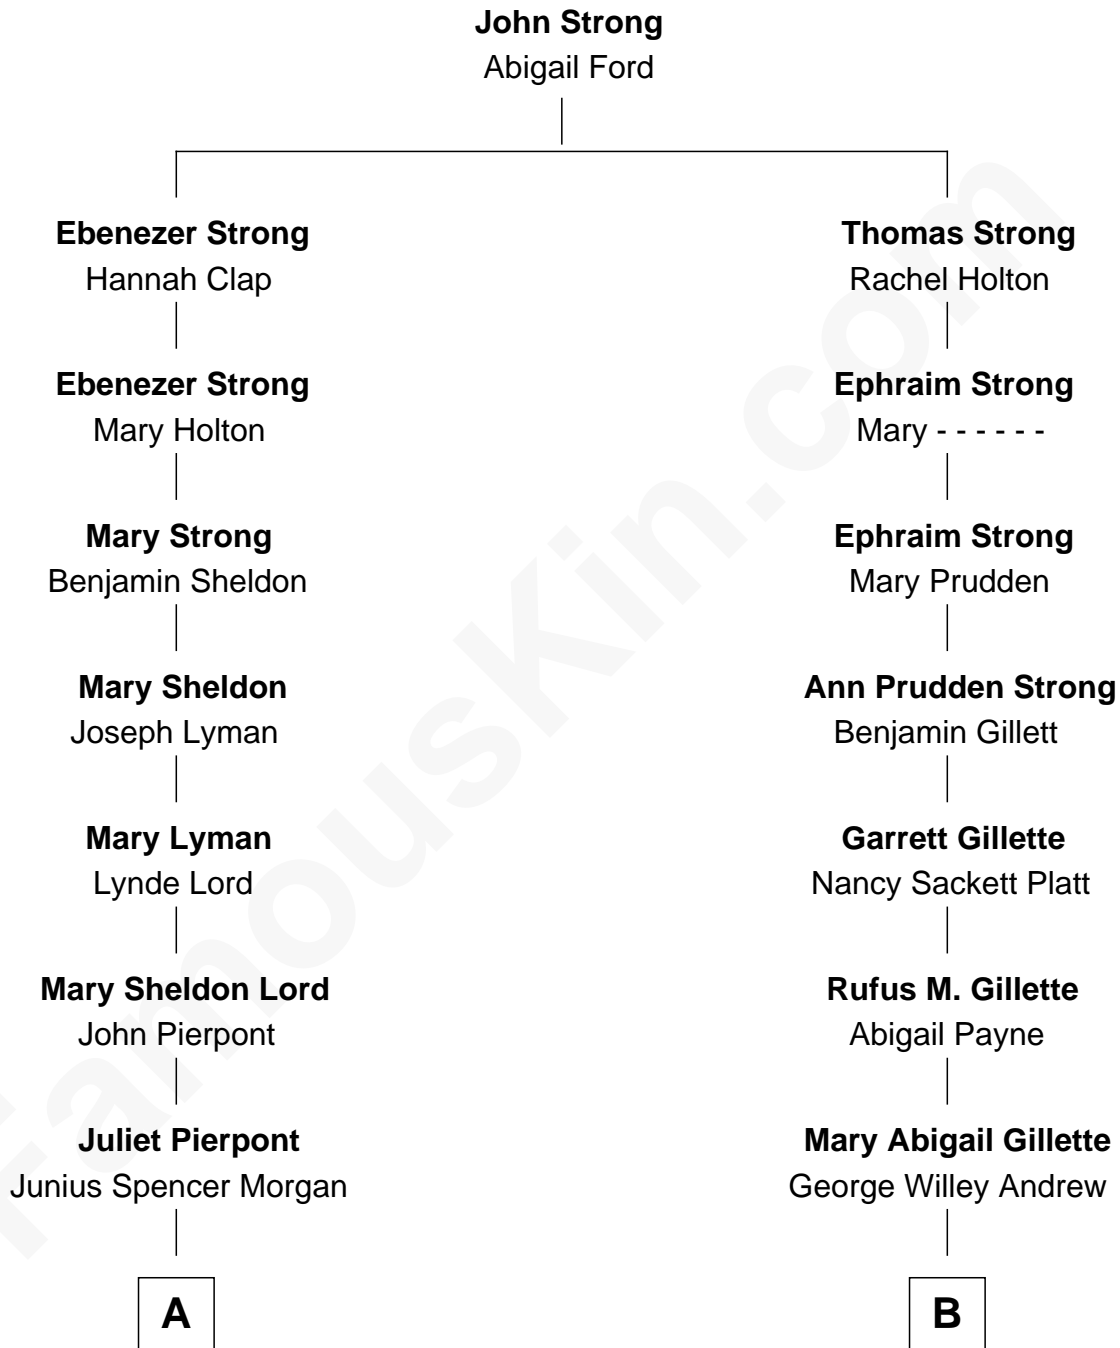 John Strong
Abigail Ford
Ebenezer Strong
Hannah Clap
Thomas Strong
Rachel Holton
Ebenezer Strong
Mary Holton
Ephraim Strong
Mary - - - - - -
Mary Strong
Benjamin Sheldon
Ephraim Strong
Mary Prudden
Mary Sheldon
Joseph Lyman
Ann Prudden Strong
Benjamin Gillett
Mary Lyman
Lynde Lord
Garrett Gillette
Nancy Sackett Platt
Mary Sheldon Lord
John Pierpont
Rufus M. Gillette
Abigail Payne
Juliet Pierpont
Junius Spencer Morgan
Mary Abigail Gillette
George Willey Andrew
A
B
FamousKin.com